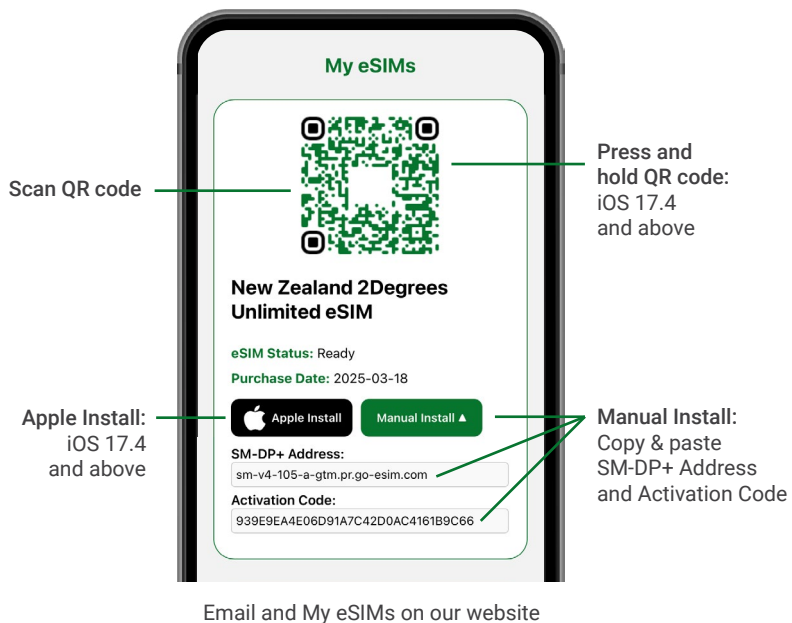 My eSIMs
Scan QR code
Press and
hold QR code:
iOS 17.4
and above
New Zealand 2Degrees
Unlimited eSIM
eSIM Status: Ready
Purchase Date: 2025-03-18
Apple Install
Manual Install ▲
Apple Install:
iOS 17.4
and above
Manual Install:
Copy & paste
SM-DP+ Address
and Activation Code
SM-DP+ Address:
sm-v4-105-a-gtm.pr.go-esim.com
Activation Code:
939E9EA4E06D91A7C42D0AC4161B9C66
Email and My eSIMs on our website